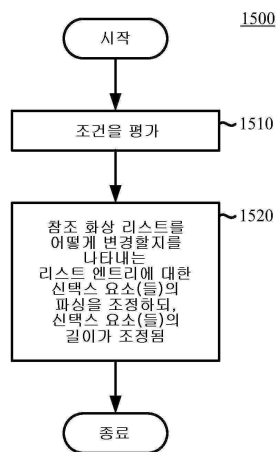 1500
시작
조건을 평가
1510
참조 화상 리스트를
어떻게 변경할지를
나타내는
리스트 엔트리에 대한
신택스 요소(들)의
파싱을 조정하되,
신택스 요소(들)의
길이가 조정됨
1520
종료